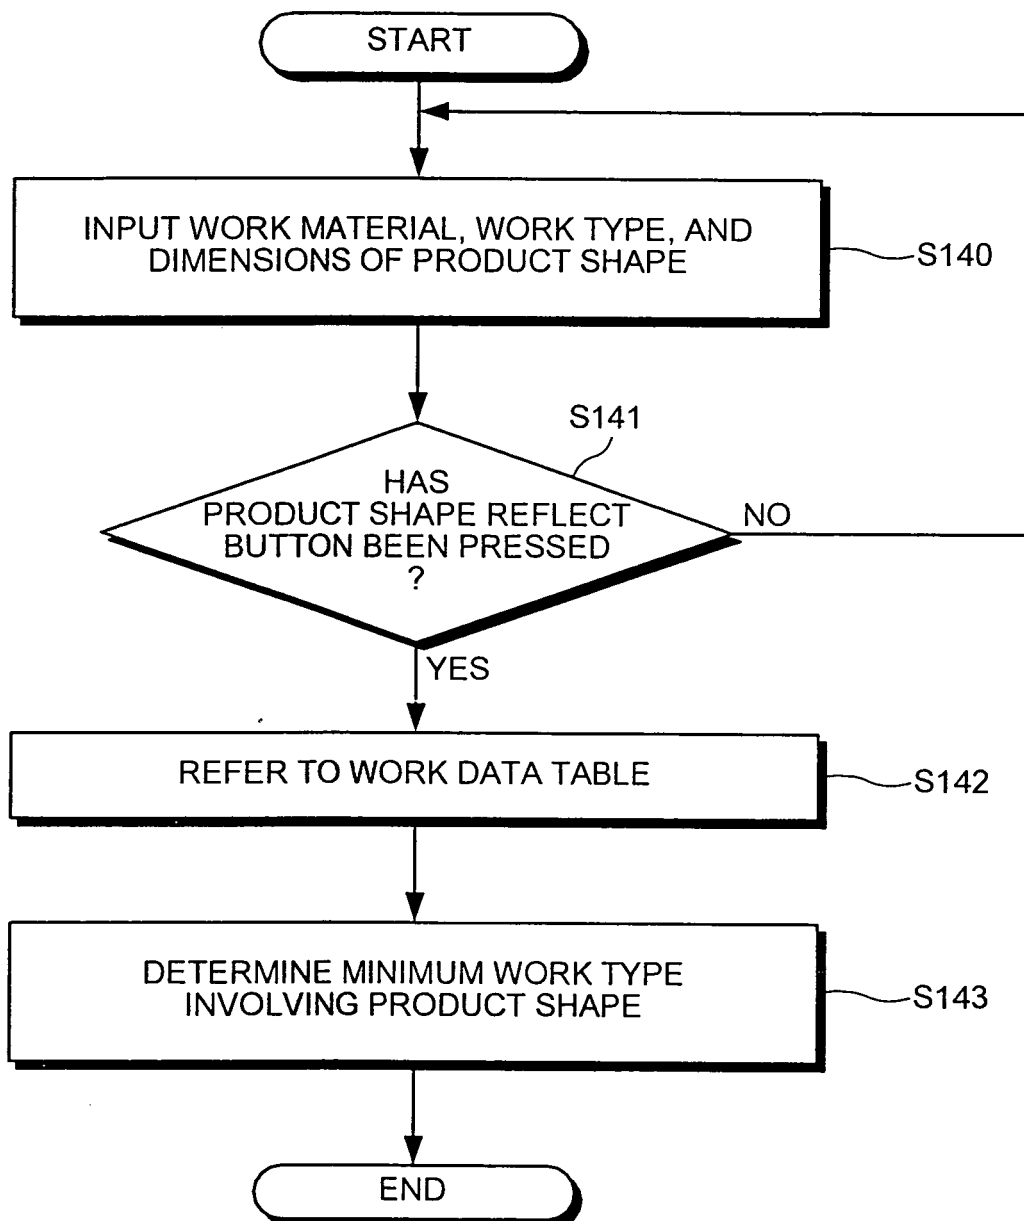 START
INPUT WORK MATERIAL, WORK TYPE, AND
DIMENSIONS OF PRODUCT SHAPE
S140
S141
HAS
PRODUCT SHAPE REFLECT
BUTTON BEEN PRESSED
?
NO
YES
REFER TO WORK DATA TABLE
S142
DETERMINE MINIMUM WORK TYPE
INVOLVING PRODUCT SHAPE
S143
END